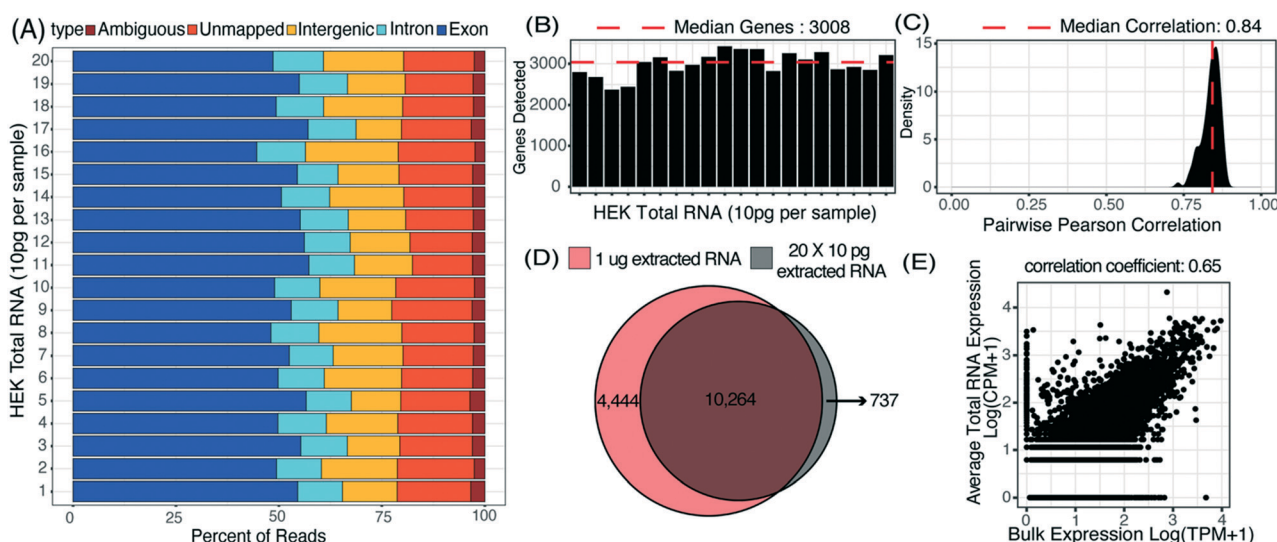 (A)
type Ambiguous Unmapped Intergenic Intron Exon
HEK Total RNA (10pg per sample)
20
19
18
17
16
15
14
13
12
11
10
9
8
7
6
5
4
3
2
1
0 25 50 75 100
Percent of Reads
(B)
Median Genes : 3008
Genes Detected
3000
2000
1000
0
HEK Total RNA (10pg per sample)
(C)
Median Correlation: 0.84
Density
15
10
5
0
0.00 0.25 0.50 0.75 1.00
Pairwise Pearson Correlation
(D)
1 ug extracted RNA
20 X 10 pg
extracted RNA
4,444
10,264
737
(E)
correlation coefficient: 0.65
Average Total RNA Expression
Log(CPM+1)
4
3
2
1
0
0 1 2 3 4
Bulk Expression Log(TPM+1)